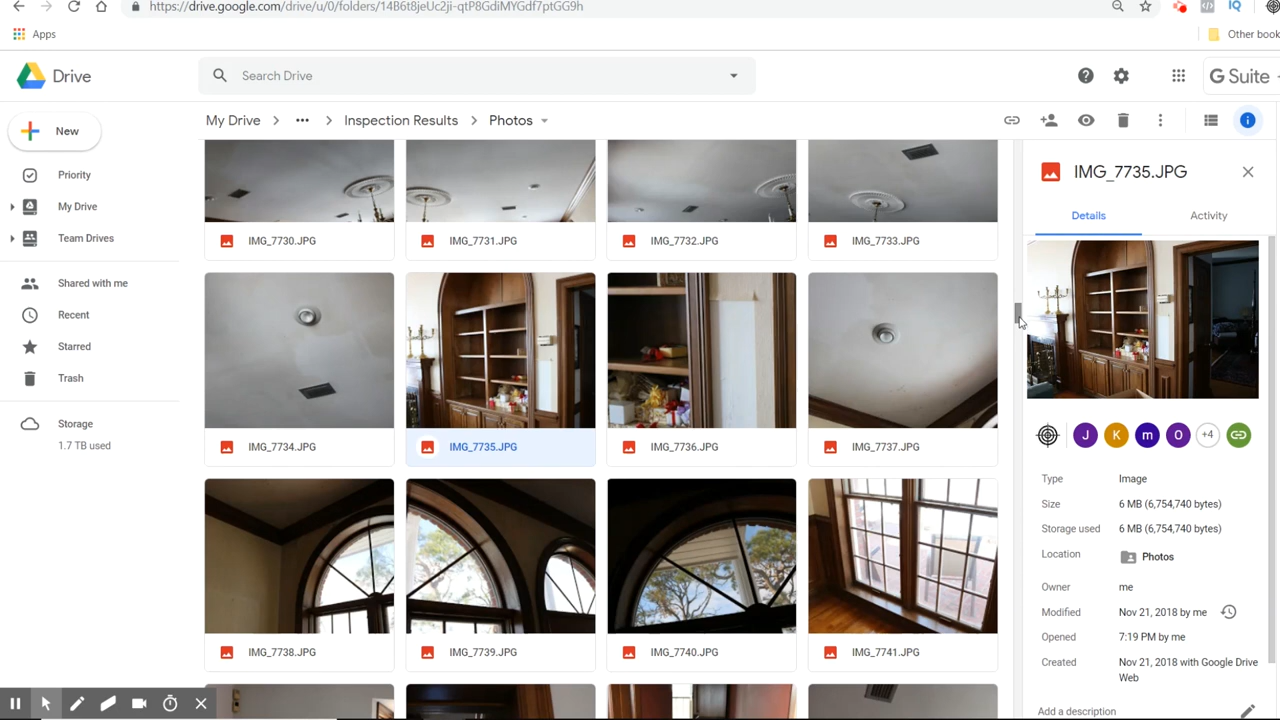 https://drive.google.com/drive/u/0/folders/14B6t8jeUc2ji-qtP8GdiMYGdf7ptGG9h
Apps
Other book
Drive
Search Drive
G Suite
New
My Drive
Inspection Results
Photos
IMG_7735.JPG
Priority
My Drive
Team Drives
Shared with me
Recent
Starred
Trash
Storage
1.7 TB used
IMG_7730.JPG
IMG_7731.JPG
IMG_7732.JPG
IMG_7733.JPG
IMG_7734.JPG
IMG_7735.JPG
IMG_7736.JPG
IMG_7737.JPG
IMG_7738.JPG
IMG_7739.JPG
IMG_7740.JPG
IMG_7741.JPG
Details
Activity
J K m O +4
Type Image
Size 6 MB (6,754,740 bytes)
Storage used 6 MB (6,754,740 bytes)
Location Photos
Owner me
Modified Nov 21, 2018 by me
Opened 7:19 PM by me
Created Nov 21, 2018 with Google Drive
Web
Add a description